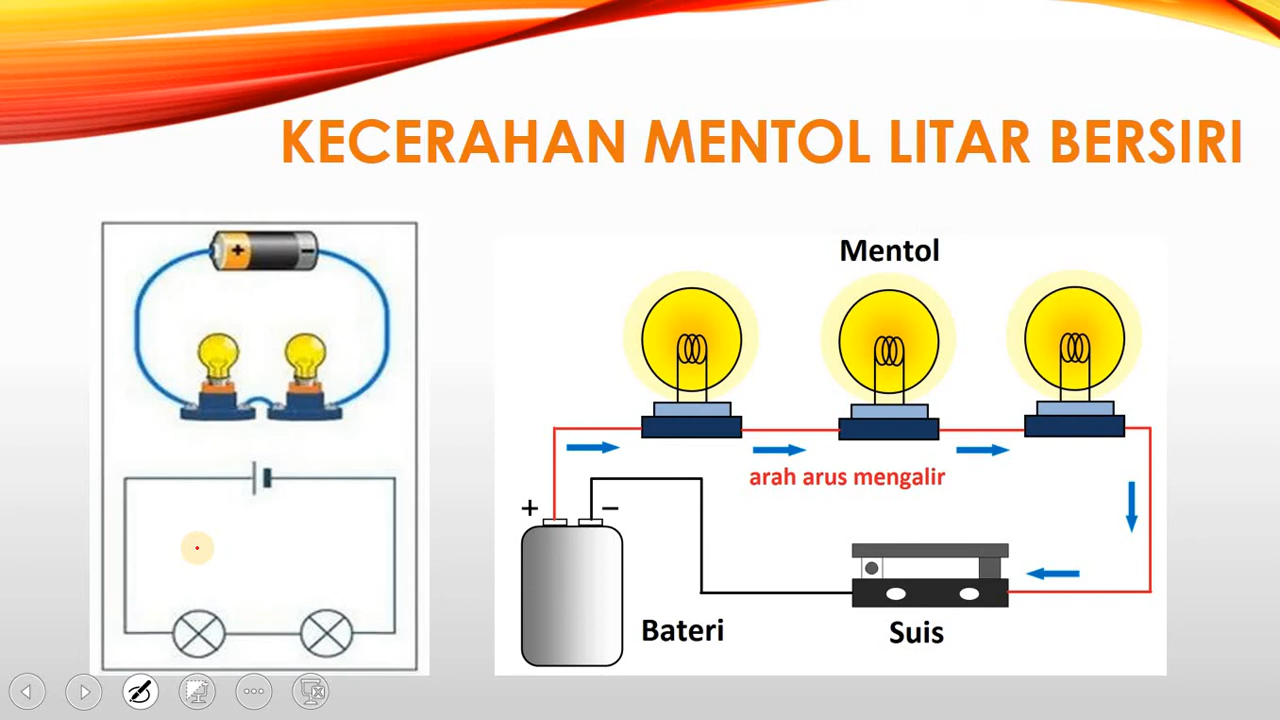 KECERAHAN MENTOL LITAR BERSIRI
+ −
Mentol
arah arus mengalir
+ −
Bateri
Suis